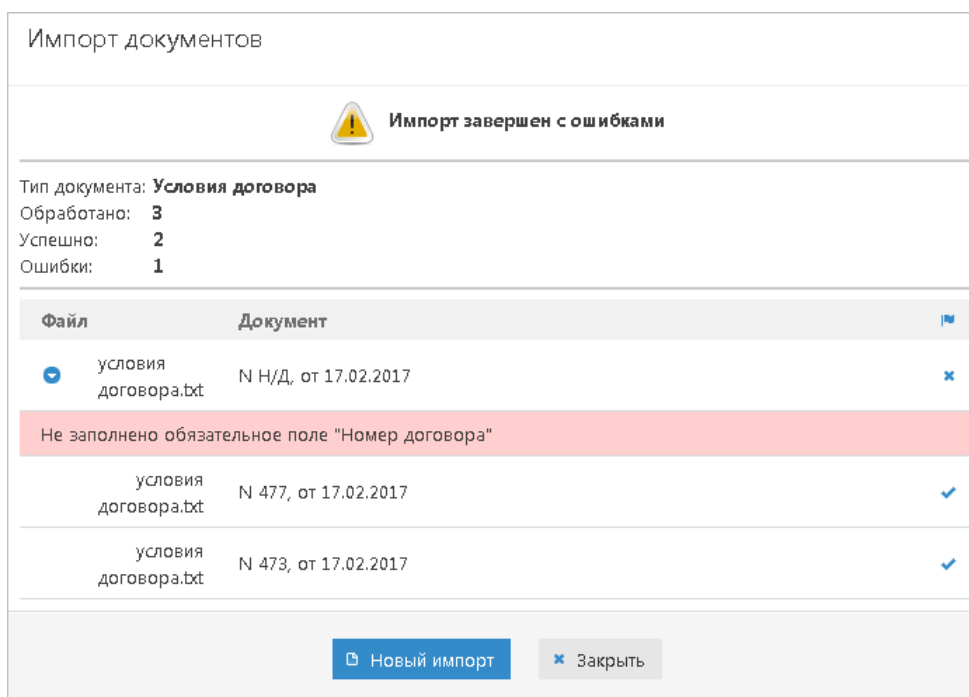 Импорт документов
Импорт завершен с ошибками
Тип документа: Условия договора
Обработано: 3
Успешно: 2
Ошибки: 1
Файл Документ
условия
договора.txt
N Н/Д, от 17.02.2017
Не заполнено обязательное поле "Номер договора"
условия
договора.txt
N 477, от 17.02.2017
условия
договора.txt
N 473, от 17.02.2017
Новый импорт Закрыть